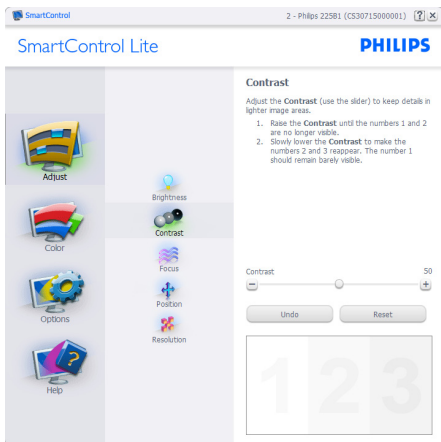 SmartControl
2 - Philips 225B1 (CS30715000001)
SmartControl Lite
PHILIPS
Adjust
Color
Options
Help
Brightness
Contrast
Focus
Position
Resolution
Contrast
Adjust the Contrast (use the slider) to keep details in
lighter image areas.
1. Raise the Contrast until the numbers 1 and 2
are no longer visible.
2. Slowly lower the Contrast to make the
numbers 2 and 3 reappear. The number 1
should remain barely visible.
Contrast 50
Undo
Reset
1 2 3